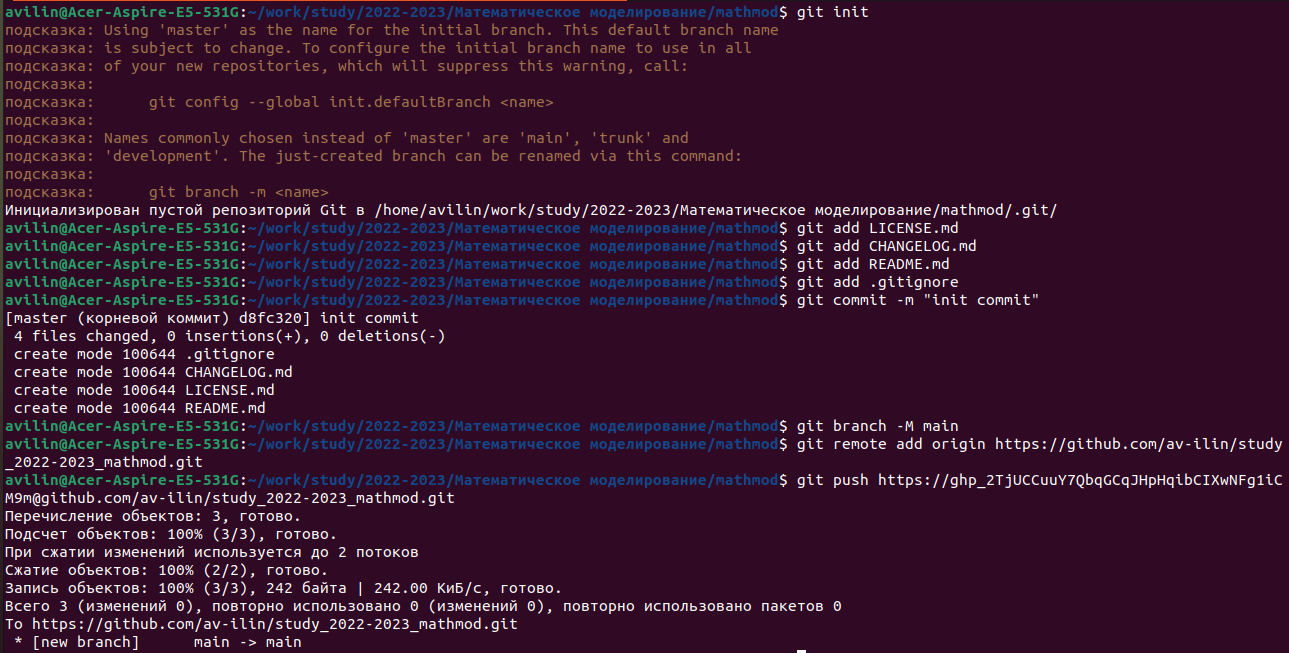 avilin@Acer-Aspire-E5-531G:~/work/study/2022-2023/Математическое моделирование/mathmod$ git init
подсказка: Using 'master' as the name for the initial branch. This default branch name
подсказка: is subject to change. To configure the initial branch name to use in all
подсказка: of your new repositories, which will suppress this warning, call:
подсказка:
подсказка:      git config --global init.defaultBranch <name>
подсказка:
подсказка: Names commonly chosen instead of 'master' are 'main', 'trunk' and
подсказка: 'development'. The just-created branch can be renamed via this command:
подсказка:
подсказка:      git branch -m <name>
Инициализирован пустой репозиторий Git в /home/avilin/work/study/2022-2023/Математическое моделирование/mathmod/.git/
avilin@Acer-Aspire-E5-531G:~/work/study/2022-2023/Математическое моделирование/mathmod$ git add LICENSE.md
avilin@Acer-Aspire-E5-531G:~/work/study/2022-2023/Математическое моделирование/mathmod$ git add CHANGELOG.md
avilin@Acer-Aspire-E5-531G:~/work/study/2022-2023/Математическое моделирование/mathmod$ git add README.md
avilin@Acer-Aspire-E5-531G:~/work/study/2022-2023/Математическое моделирование/mathmod$ git add .gitignore
avilin@Acer-Aspire-E5-531G:~/work/study/2022-2023/Математическое моделирование/mathmod$ git commit -m "init commit"
[master (корневой коммит) d8fc320] init commit
 4 files changed, 0 insertions(+), 0 deletions(-)
 create mode 100644 .gitignore
 create mode 100644 CHANGELOG.md
 create mode 100644 LICENSE.md
 create mode 100644 README.md
avilin@Acer-Aspire-E5-531G:~/work/study/2022-2023/Математическое моделирование/mathmod$ git branch -M main
avilin@Acer-Aspire-E5-531G:~/work/study/2022-2023/Математическое моделирование/mathmod$ git remote add origin https://github.com/av-ilin/study
_2022-2023_mathmod.git
avilin@Acer-Aspire-E5-531G:~/work/study/2022-2023/Математическое моделирование/mathmod$ git push https://ghp_2TjUCCuuY7QbqGCqJHpHqibCIXwNFg1iC
M9m@github.com/av-ilin/study_2022-2023_mathmod.git
Перечисление объектов: 3, готово.
Подсчет объектов: 100% (3/3), готово.
При сжатии изменений используется до 2 потоков
Сжатие объектов: 100% (2/2), готово.
Запись объектов: 100% (3/3), 242 байта | 242.00 КиБ/с, готово.
Всего 3 (изменений 0), повторно использовано 0 (изменений 0), повторно использовано пакетов 0
To https://github.com/av-ilin/study_2022-2023_mathmod.git
 * [new branch]      main -> main